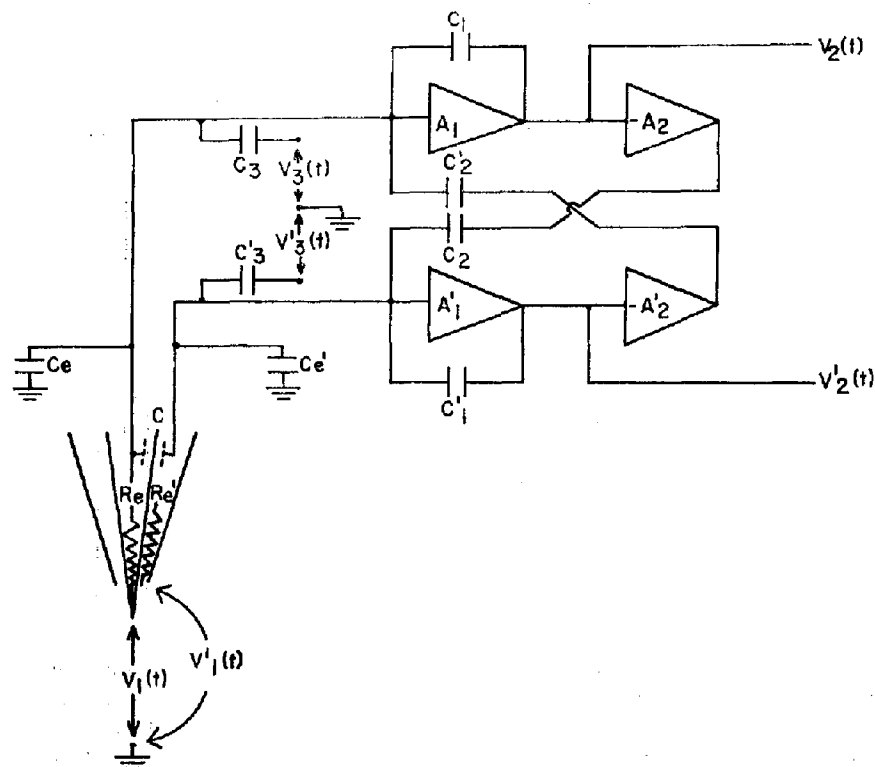 C₁
V₂(t)
A₁
-A₂
C₃
V₃(t)
C'₂
V'₃(t)
C₂
C'₃
A'₁
-A'₂
Ce
Ce'
C'₁
V'₂(t)
C
Re
Re'
V'₁(t)
V₁(t)